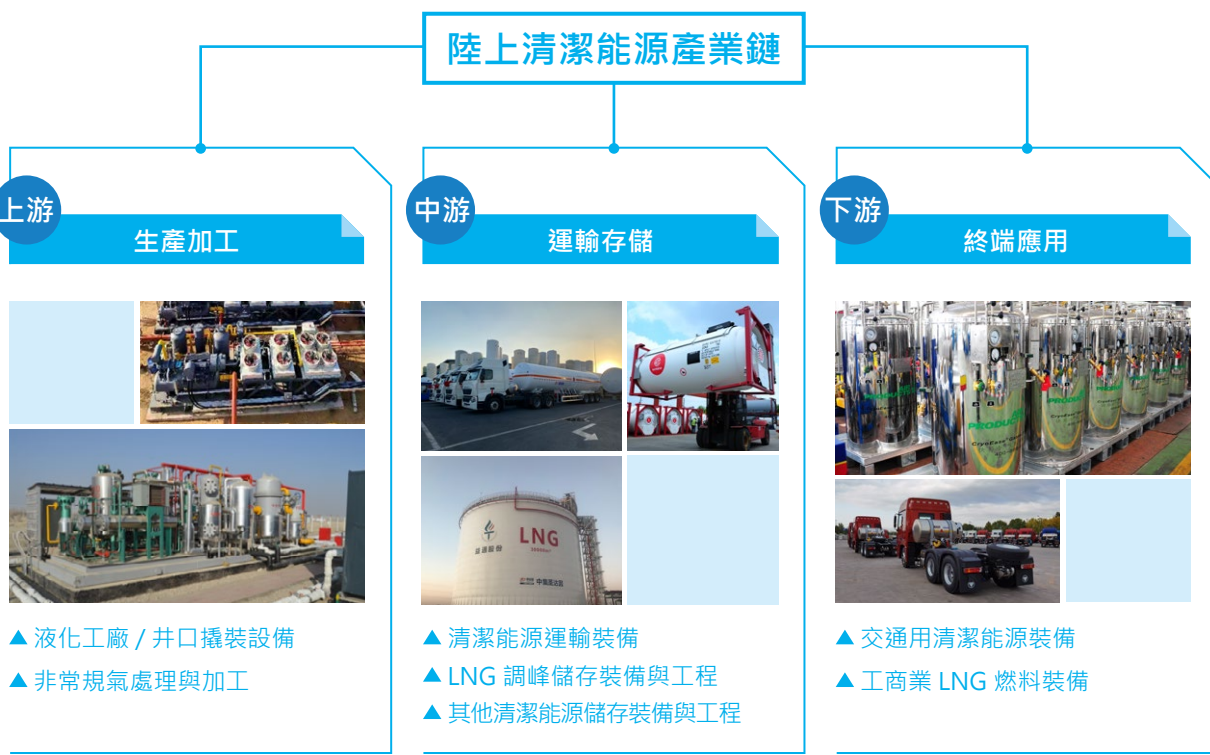 陸上清潔能源產業鏈
上游
生產加工
▲ 液化工廠 / 井口撬裝設備
▲ 非常規氣處理與加工
中游
運輸存儲
LNG
▲ 清潔能源運輸裝備
▲ LNG 調峰儲存裝備與工程
▲ 其他清潔能源儲存裝備與工程
下游
終端應用
▲ 交通用清潔能源裝備
▲ 工商業 LNG 燃料裝備